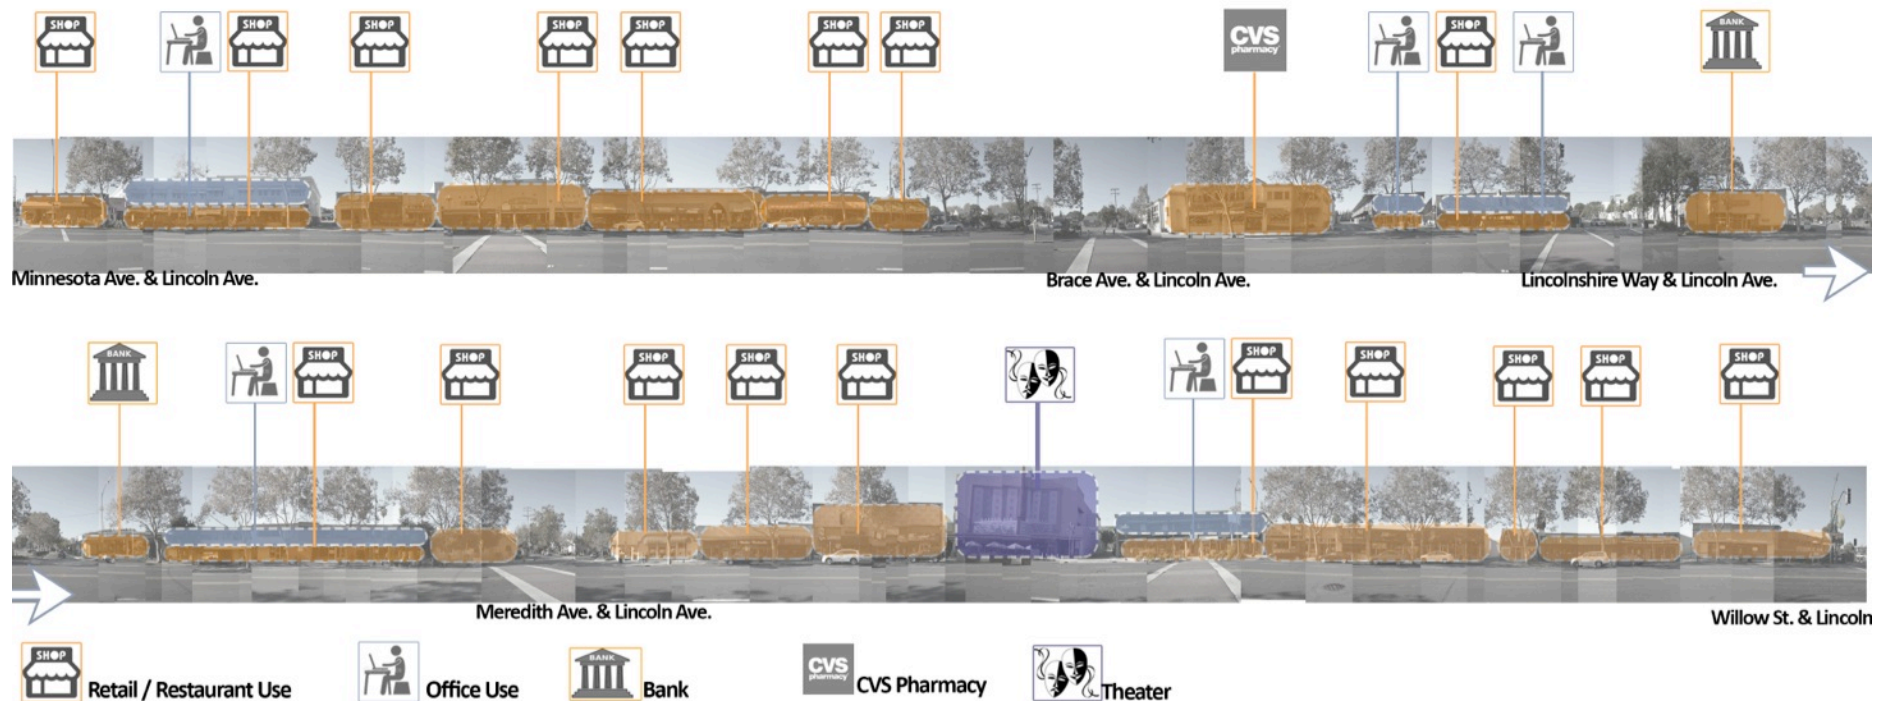 SHOP SHOP SHOP SHOP SHOP SHOP SHOP CVS pharmacy SHOP BANK
Minnesota Ave. & Lincoln Ave. Brace Ave. & Lincoln Ave. Lincolnshire Way & Lincoln Ave.
BANK SHOP SHOP SHOP SHOP SHOP SHOP SHOP SHOP SHOP SHOP
Meredith Ave. & Lincoln Ave. Willow St. & Lincoln
SHOP Retail / Restaurant Use Office Use BANK Bank CVS pharmacy CVS Pharmacy Theater